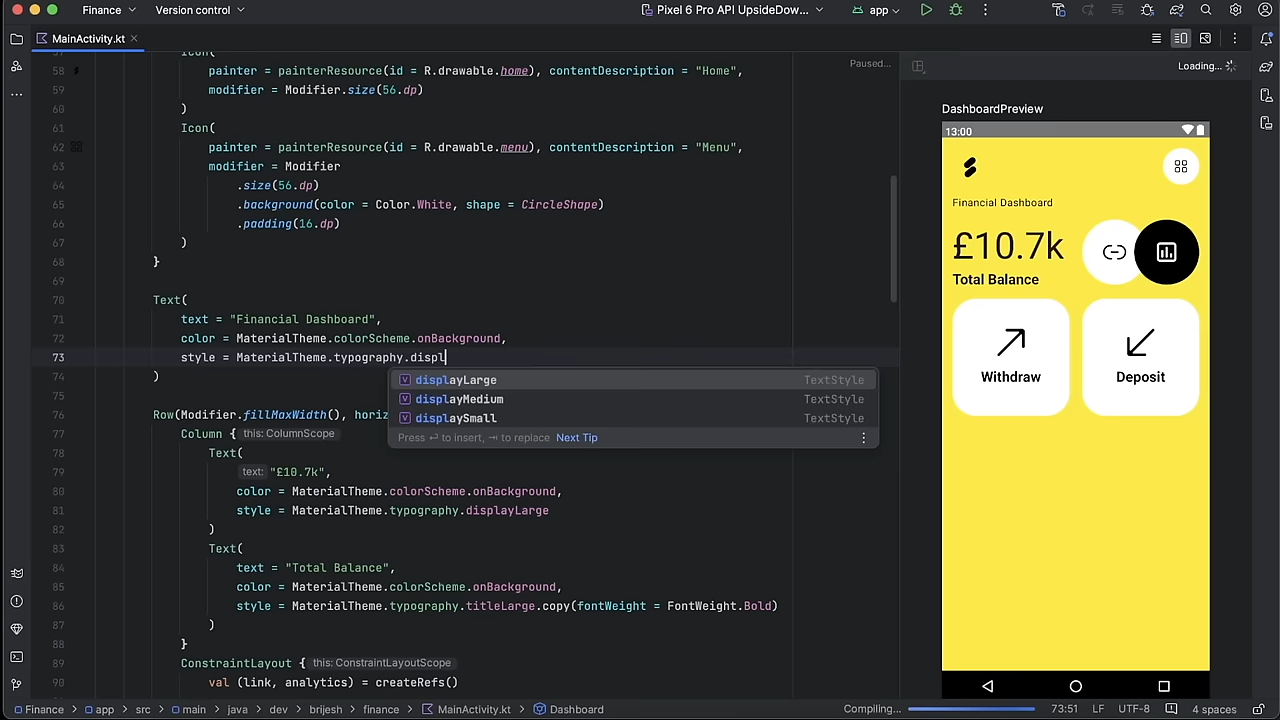 Finance
Version control
Pixel 6 Pro API UpsideDow...
app
MainActivity.kt
Paused...
Loading...
58 painter = painterResource(id = R.drawable.home), contentDescription = "Home",
59 modifier = Modifier.size(56.dp)
60 )
61 Icon(
62 painter = painterResource(id = R.drawable.menu), contentDescription = "Menu",
63 modifier = Modifier
64 .size(56.dp)
65 .background(color = Color.White, shape = CircleShape)
66 .padding(16.dp)
67 )
68 }
69
70 Text(
71 text = "Financial Dashboard",
72 color = MaterialTheme.colorScheme.onBackground,
73 style = MaterialTheme.typography.displ
74 )
displayLarge TextStyle
displayMedium TextStyle
displaySmall TextStyle
Press ↩ to insert, ⇥ to replace Next Tip
75
76 Row(Modifier.fillMaxWidth(), horiz
77 Column { this: ColumnScope
78 Text(
79 text: "£10.7k",
80 color = MaterialTheme.colorScheme.onBackground,
81 style = MaterialTheme.typography.displayLarge
82 )
83 Text(
84 text = "Total Balance",
85 color = MaterialTheme.colorScheme.onBackground,
86 style = MaterialTheme.typography.titleLarge.copy(fontWeight = FontWeight.Bold)
87 )
88 }
89 ConstraintLayout { this: ConstraintLayoutScope
90 val (link, analytics) = createRefs()
DashboardPreview
13:00
Financial Dashboard
£10.7k
Total Balance
Withdraw
Deposit
Finance > app > src > main > java > dev > brijesh > finance > MainActivity.kt > Dashboard
Compiling...
73:51 LF UTF-8 4 spaces